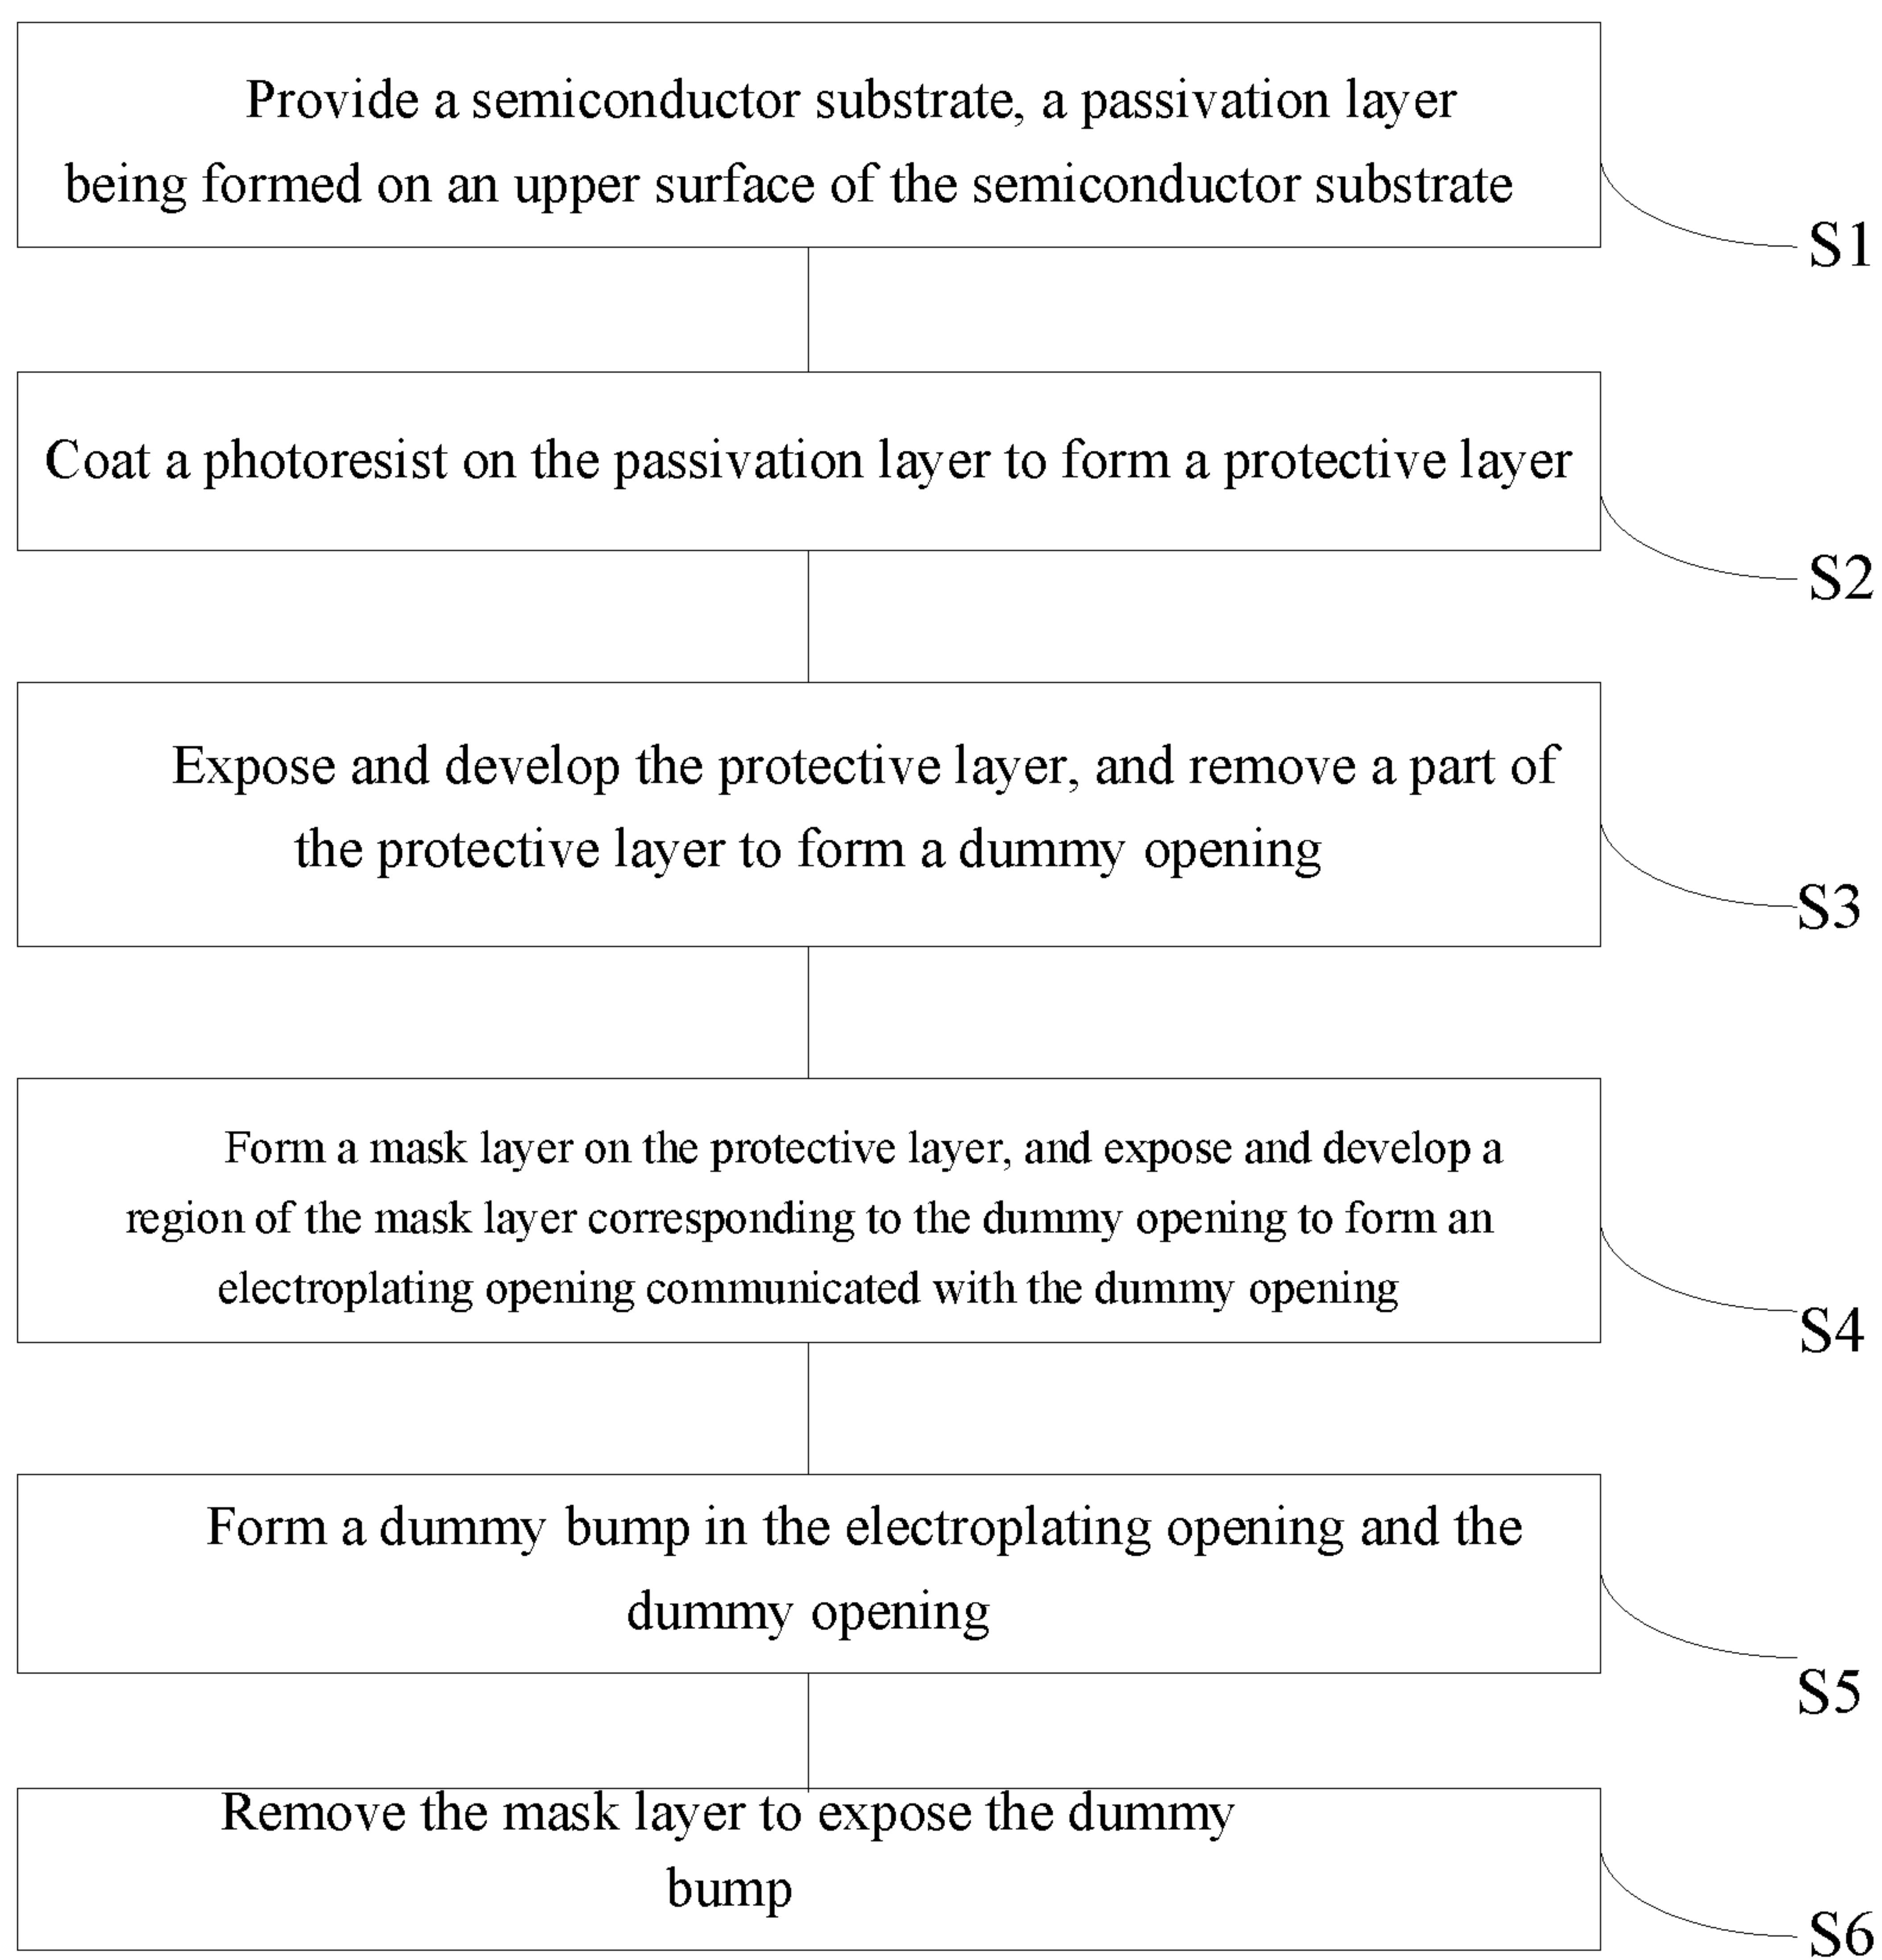 Provide a semiconductor substrate, a passivation layer
being formed on an upper surface of the semiconductor substrate
S1
Coat a photoresist on the passivation layer to form a protective layer
S2
Expose and develop the protective layer, and remove a part of
the protective layer to form a dummy opening
S3
Form a mask layer on the protective layer, and expose and develop a
region of the mask layer corresponding to the dummy opening to form an
electroplating opening communicated with the dummy opening
S4
Form a dummy bump in the electroplating opening and the
dummy opening
S5
Remove the mask layer to expose the dummy
bump
S6